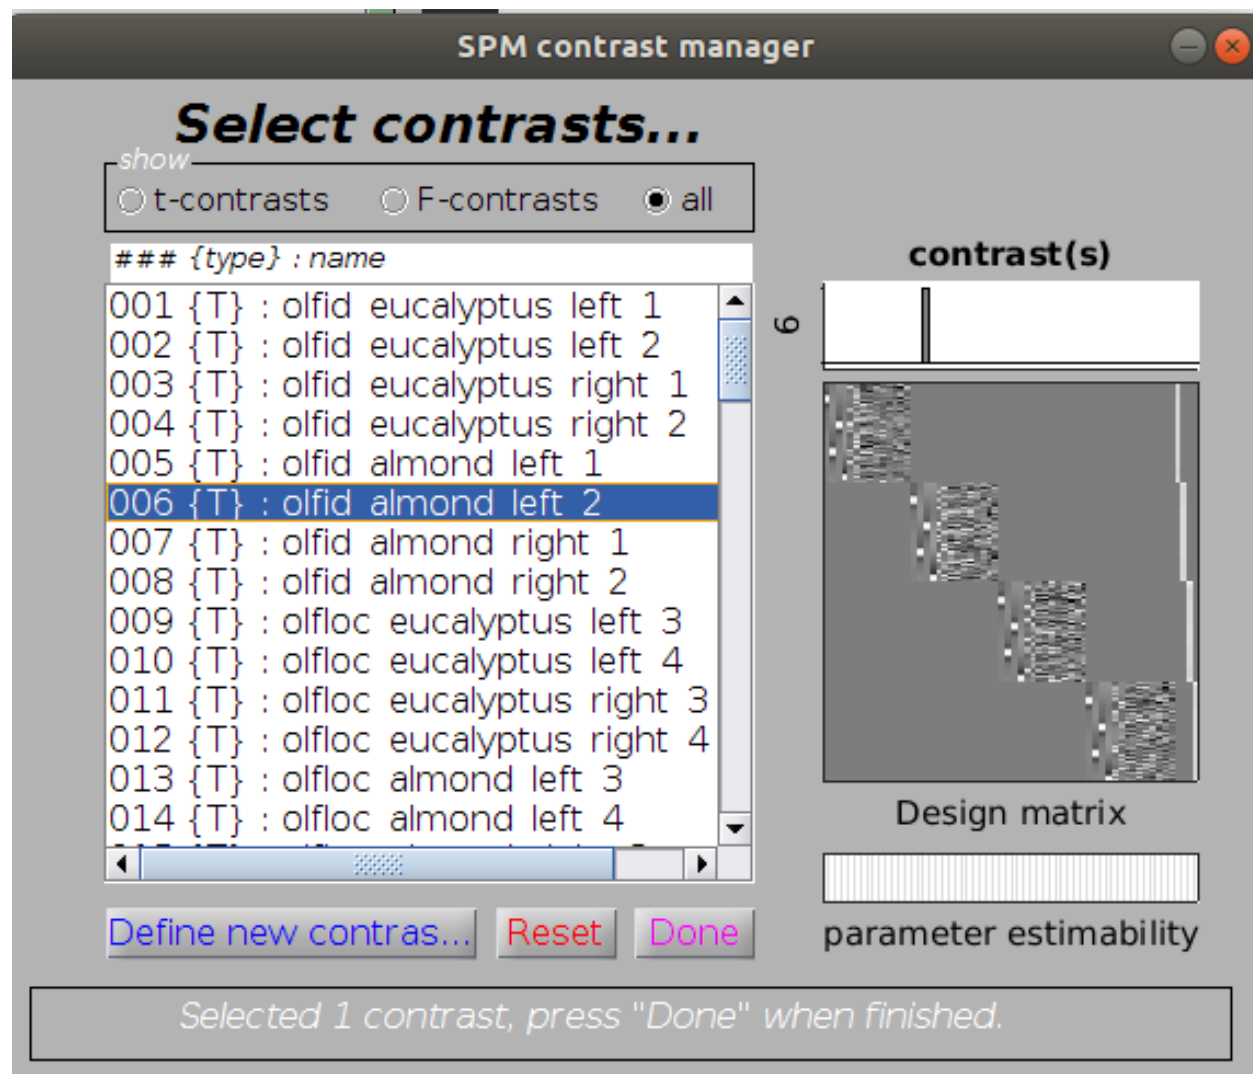 SPM contrast manager
Select contrasts...
show
t-contrasts F-contrasts all
### {type} : name
001 {T} : olfid eucalyptus left 1
002 {T} : olfid eucalyptus left 2
003 {T} : olfid eucalyptus right 1
004 {T} : olfid eucalyptus right 2
005 {T} : olfid almond left 1
006 {T} : olfid almond left 2
007 {T} : olfid almond right 1
008 {T} : olfid almond right 2
009 {T} : olfloc eucalyptus left 3
010 {T} : olfloc eucalyptus left 4
011 {T} : olfloc eucalyptus right 3
012 {T} : olfloc eucalyptus right 4
013 {T} : olfloc almond left 3
014 {T} : olfloc almond left 4
contrast(s)
6
Design matrix
parameter estimability
Define new contras... Reset Done
Selected 1 contrast, press "Done" when finished.